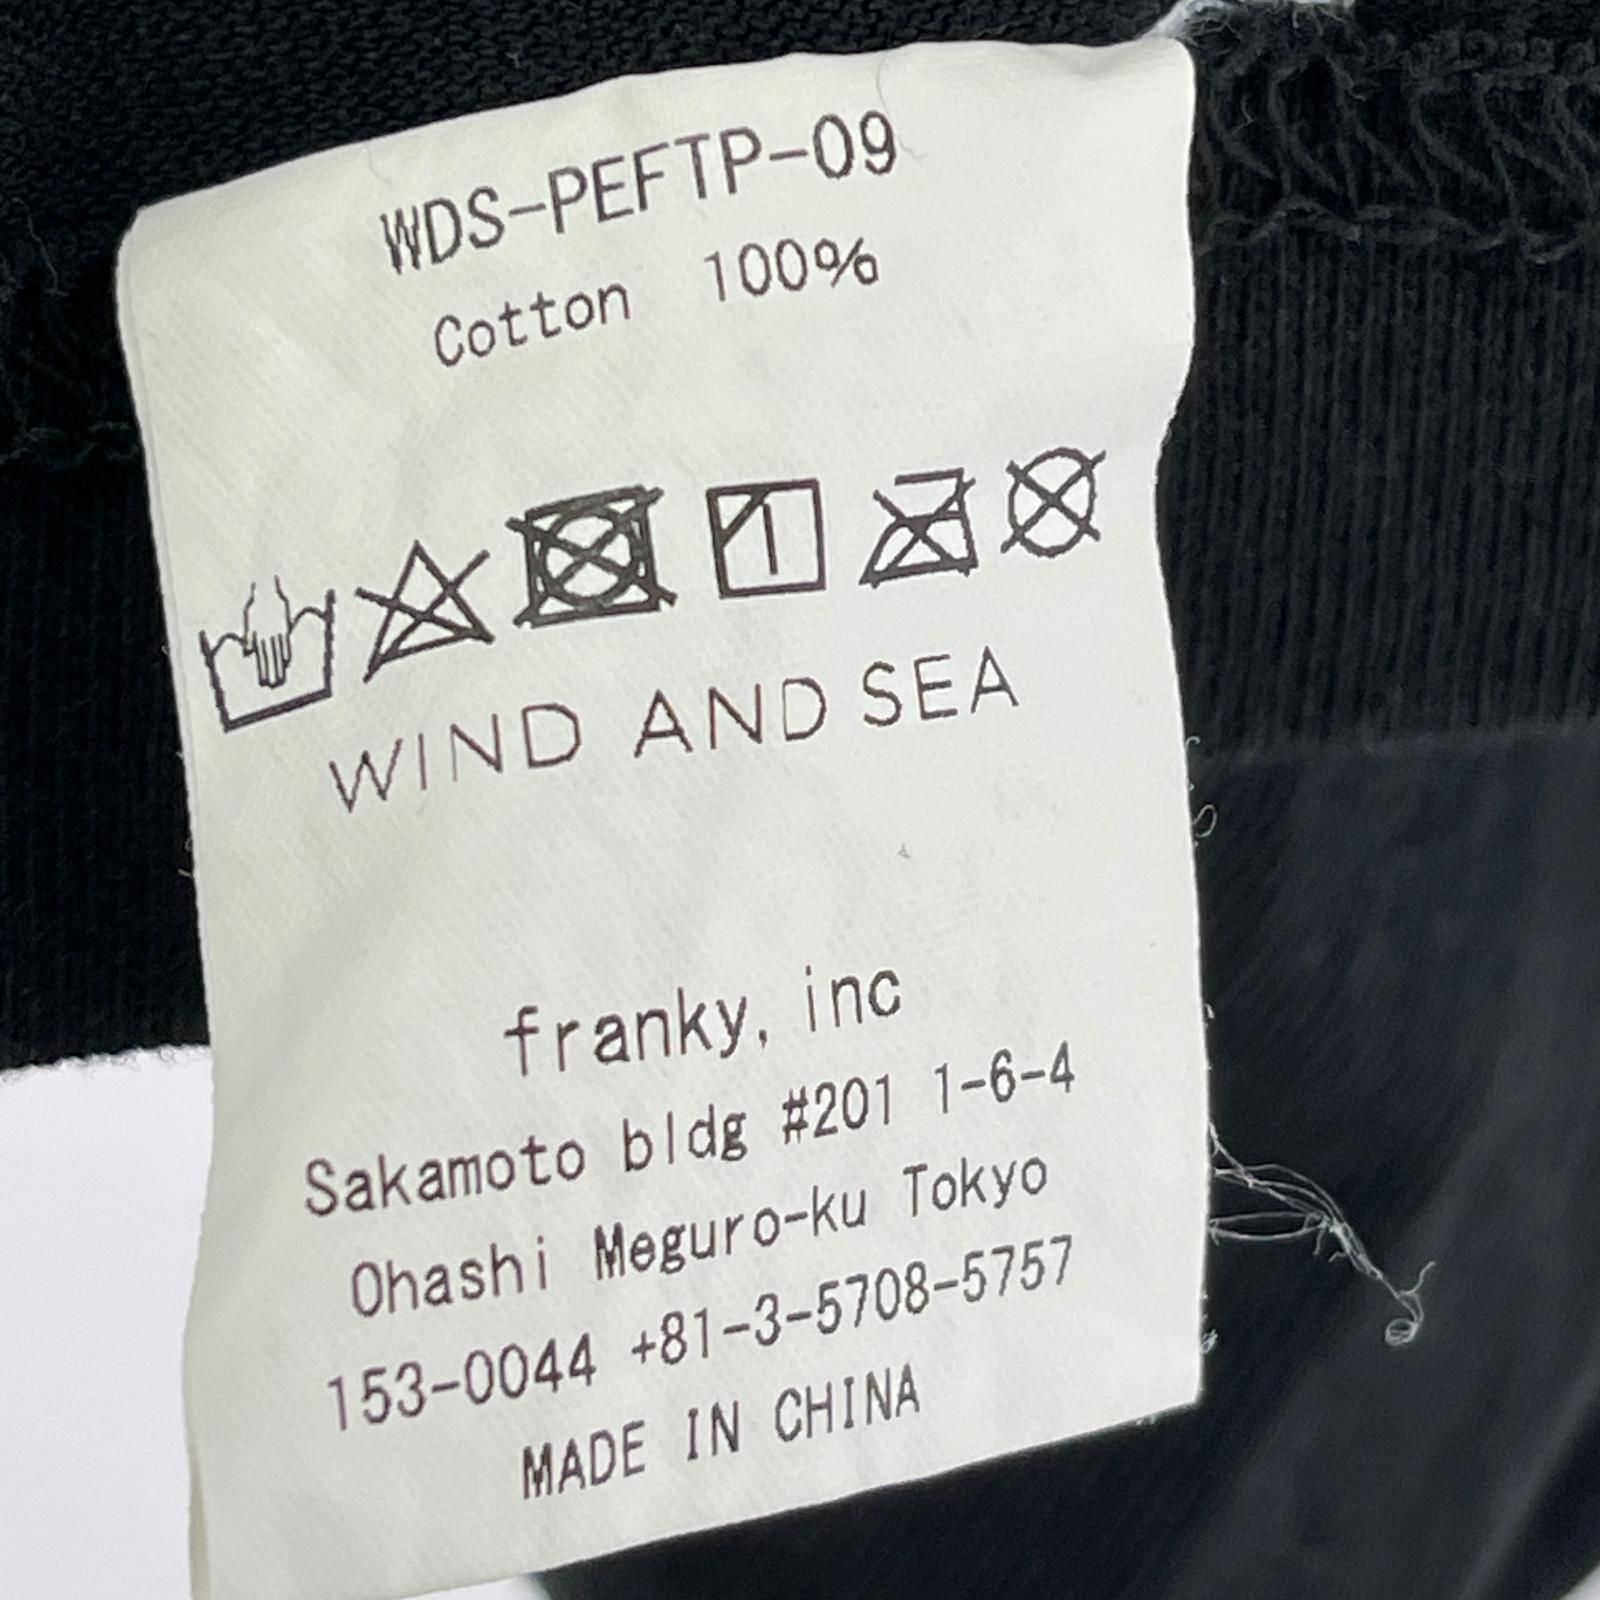 WDS-PEFTP-09
Cotton 100%
WIND AND SEA
franky, inc
Sakamoto bldg #201 1-6-4
Ohashi Meguro-ku Tokyo
153-0044 +81-3-5708-5757
MADE IN CHINA